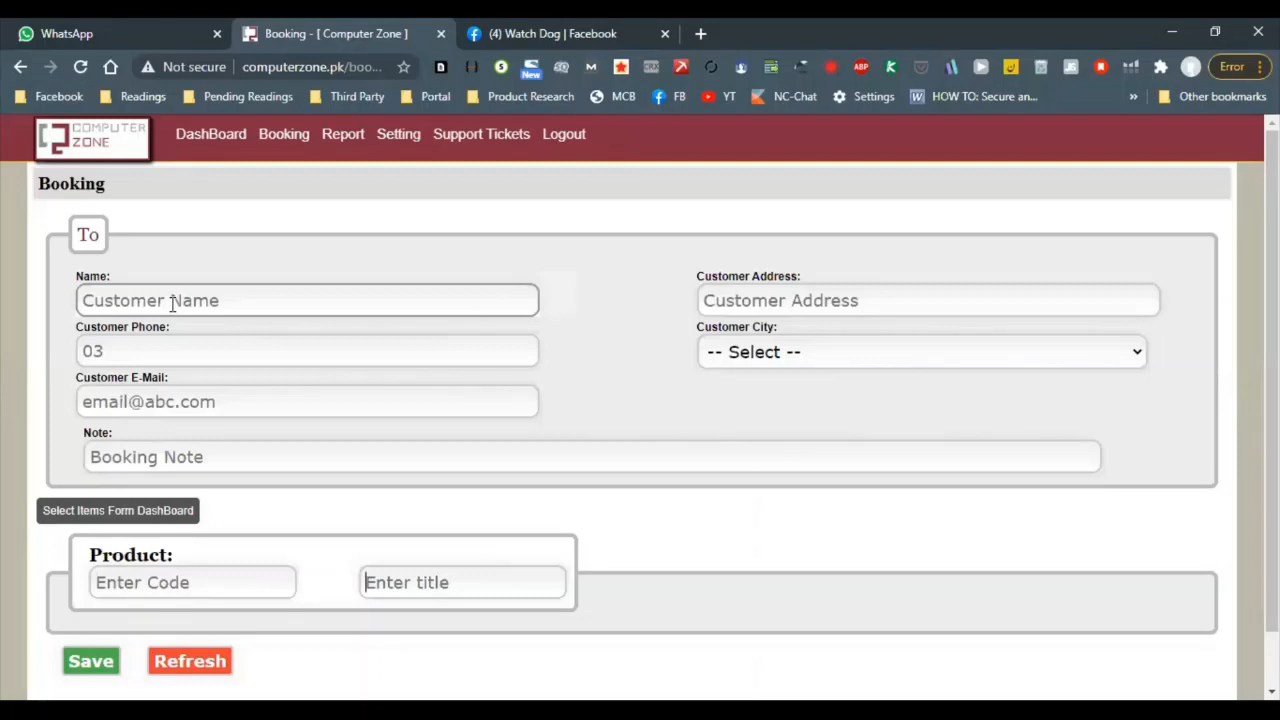 WhatsApp
Booking - [ Computer Zone ]
(4) Watch Dog | Facebook
Not secure
computerzone.pk/boo...
New
ABP
Error
Facebook
Readings
Pending Readings
Third Party
Portal
Product Research
MCB
FB
YT
NC-Chat
Settings
HOW TO: Secure an...
»
Other bookmarks
COMPUTER
ZONE
DashBoard
Booking
Report
Setting
Support Tickets
Logout
Booking
To
Name:
Customer Name
Customer Address:
Customer Address
Customer Phone:
03
Customer City:
-- Select --
Customer E-Mail:
email@abc.com
Note:
Booking Note
Select Items Form DashBoard
Product:
Enter Code
Enter title
Save
Refresh